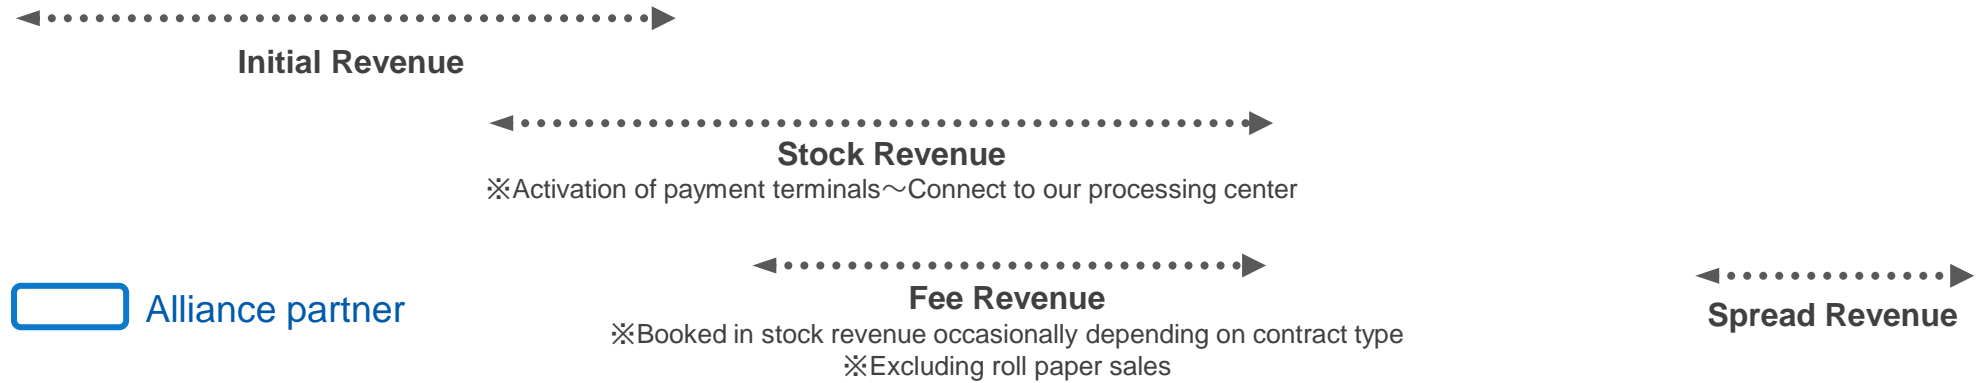 Initial Revenue
Stock Revenue
※Activation of payment terminals～Connect to our processing center
Alliance partner
Fee Revenue
※Booked in stock revenue occasionally depending on contract type
※Excluding roll paper sales
Spread Revenue